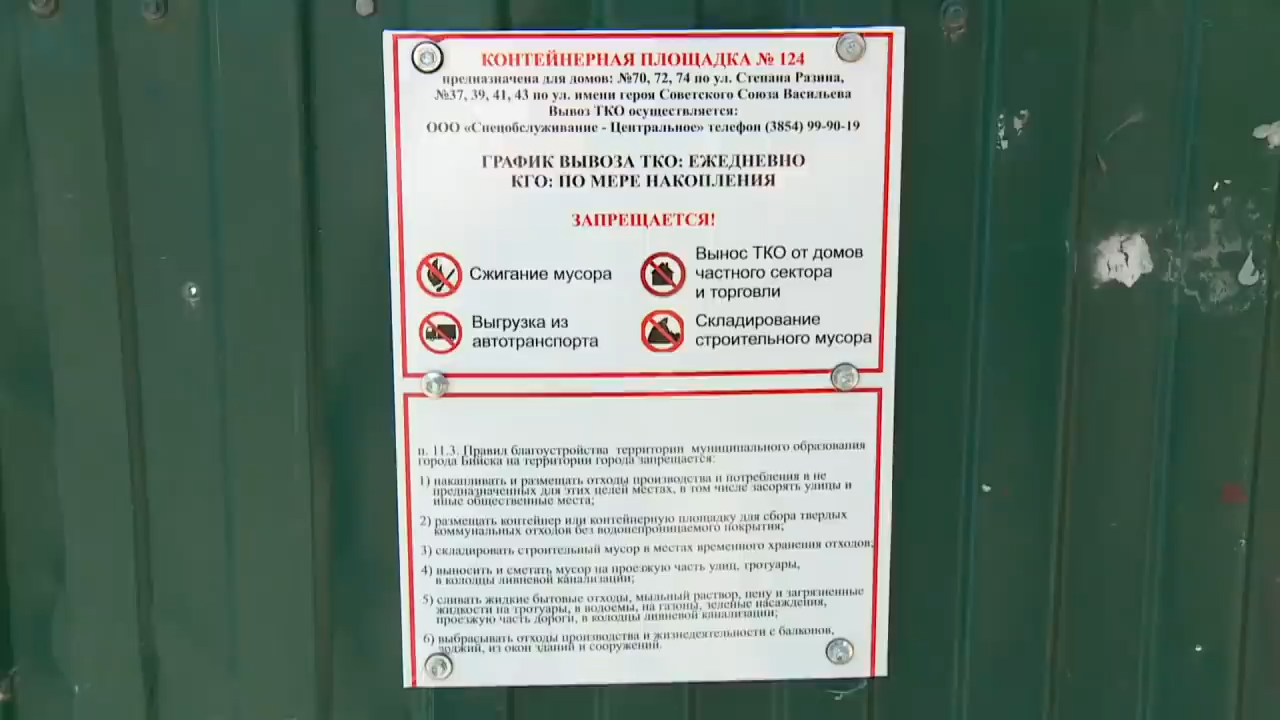 КОНТЕЙНЕРНАЯ ПЛОЩАДКА № 124
предназначена для домов: №70, 72, 74 по ул. Степана Разина,
№37, 39, 41, 43 по ул. имени героя Советского Союза Васильева
Вывоз ТКО осуществляется:
ООО «Спецобслуживание - Центральное» телефон (3854) 99-90-19
ГРАФИК ВЫВОЗА ТКО: ЕЖЕДНЕВНО
КГО: ПО МЕРЕ НАКОПЛЕНИЯ
ЗАПРЕЩАЕТСЯ!
Сжигание мусора
Вынос ТКО от домов
частного сектора
и торговли
Выгрузка из
автотранспорта
Складирование
строительного мусора
п. 11.3. Правил благоустройства территории муниципального образования
города Бийска на территории города запрещается:
1) накапливать и размещать отходы производства и потребления в не
предназначенных для этих целей местах, в том числе засорять улицы и
иные общественные места;
2) размещать контейнер или контейнерную площадку для сбора твердых
коммунальных отходов без водонепроницаемого покрытия;
3) складировать строительный мусор в местах временного хранения отходов;
4) выносить и сметать мусор на проезжую часть улиц, тротуары,
в колодцы ливневой канализации;
5) сливать жидкие бытовые отходы, мыльный раствор, пену и загрязненные
жидкости на тротуары, в водоемы, на газоны, зеленые насаждения,
проезжую часть дороги, в колодцы ливневой канализации;
6) выбрасывать отходы производства и жизнедеятельности с балконов,
лоджий, из окон зданий и сооружений.